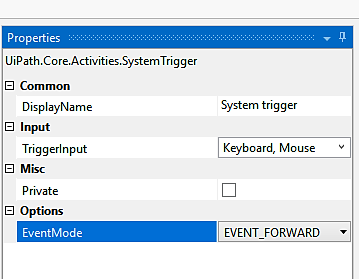 Properties
UiPath.Core.Activities.SystemTrigger
Common
DisplayName System trigger
Input
TriggerInput Keyboard, Mouse
Misc
Private
Options
EventMode EVENT_FORWARD